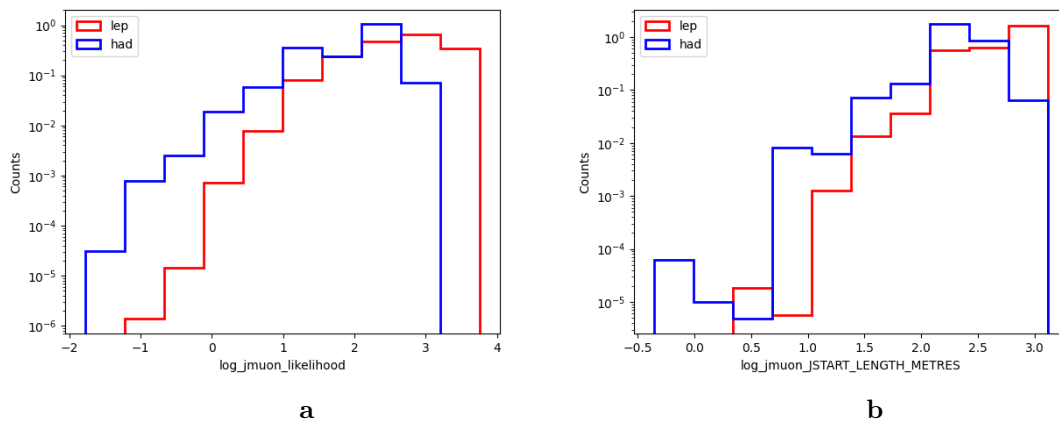 lep
had
10^0
10^-1
10^-2
10^-3
10^-4
10^-5
10^-6
Counts
−2 −1 0 1 2 3 4
log_jmuon_likelihood
a
lep
had
10^0
10^-1
10^-2
10^-3
10^-4
10^-5
Counts
−0.5 0.0 0.5 1.0 1.5 2.0 2.5 3.0
log_jmuon_JSTART_LENGTH_METRES
b